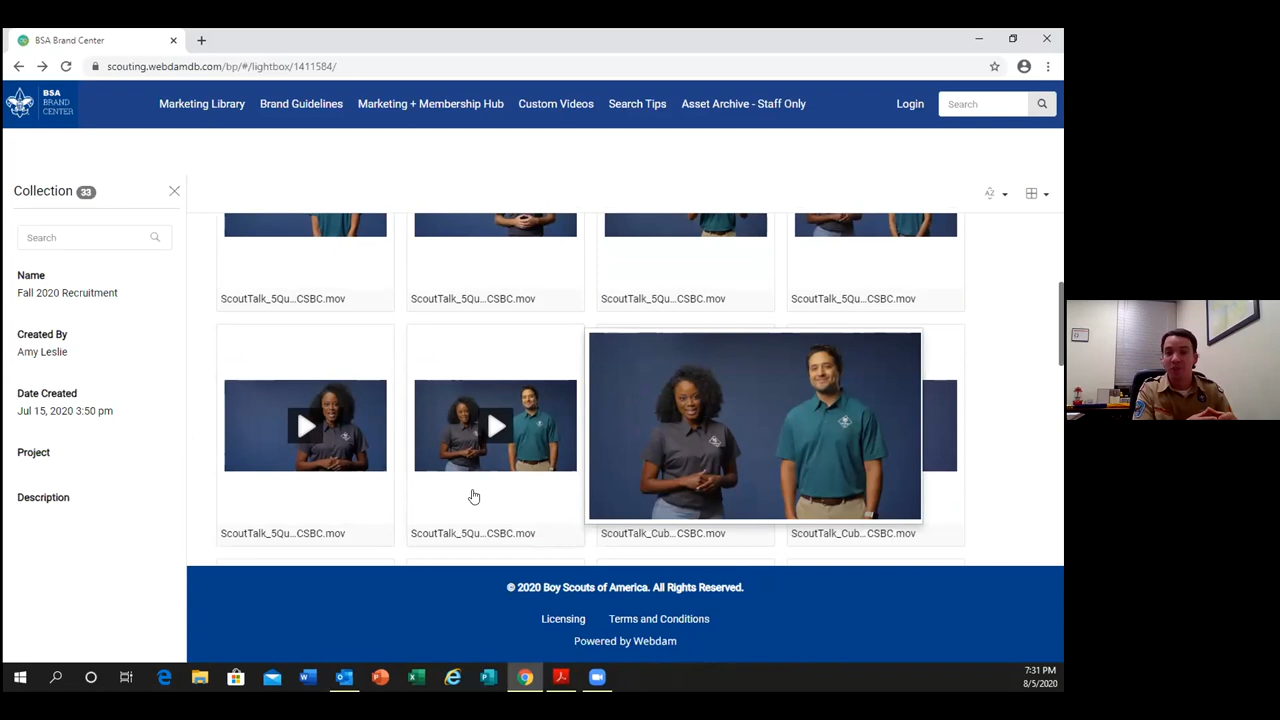 BSA Brand Center
scouting.webdamdb.com/bp/#/lightbox/1411584/
BSA
BRAND
CENTER
Marketing Library Brand Guidelines Marketing + Membership Hub Custom Videos Search Tips Asset Archive - Staff Only Login Search
Collection 33
AZ
Search
Name
Fall 2020 Recruitment
Created By
Amy Leslie
Date Created
Jul 15, 2020 3:50 pm
Project
Description
ScoutTalk_5Qu...CSBC.mov ScoutTalk_5Qu...CSBC.mov ScoutTalk_5Qu...CSBC.mov ScoutTalk_5Qu...CSBC.mov
ScoutTalk_5Qu...CSBC.mov ScoutTalk_5Qu...CSBC.mov ScoutTalk_Cub...CSBC.mov ScoutTalk_Cub...CSBC.mov
© 2020 Boy Scouts of America. All Rights Reserved.
Licensing Terms and Conditions
Powered by Webdam
7:31 PM
8/5/2020